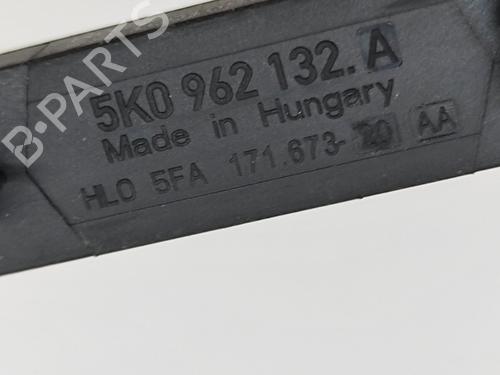 B-PARTS
5K0 962 132.A
Made in Hungary
HLO 5FA 171.673-20 AA